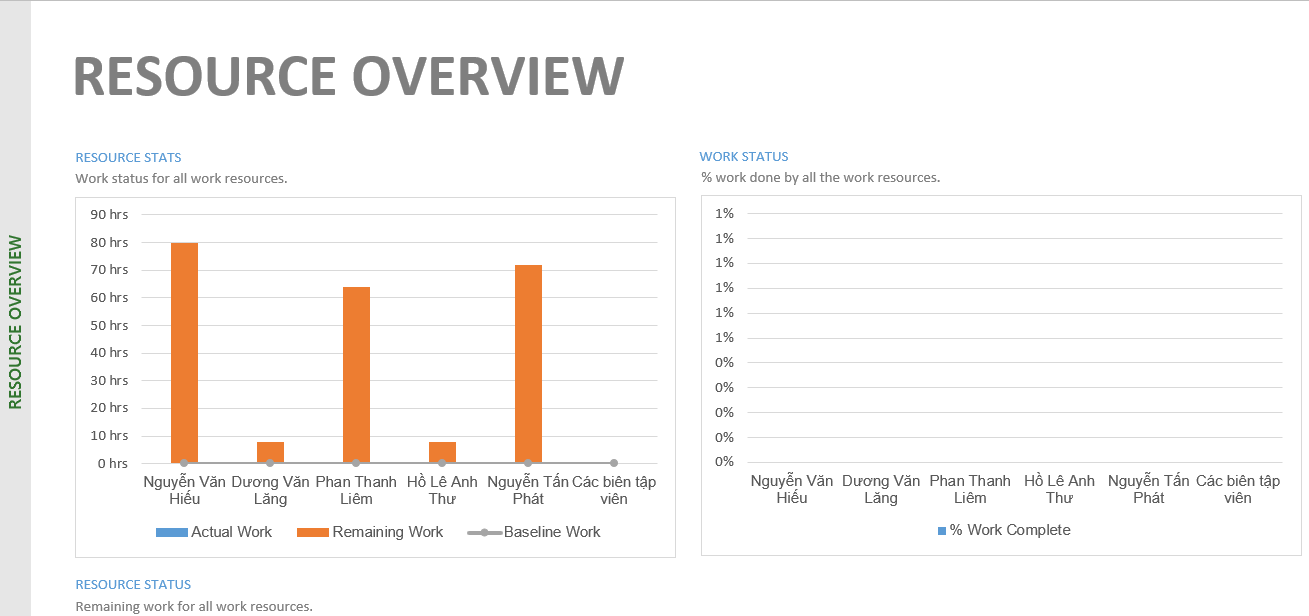 RESOURCE OVERVIEW
RESOURCE OVERVIEW
RESOURCE STATS
Work status for all work resources.
90 hrs
80 hrs
70 hrs
60 hrs
50 hrs
40 hrs
30 hrs
20 hrs
10 hrs
0 hrs
Nguyễn Văn Dương Văn Phan Thanh Hồ Lê Anh Nguyễn Tấn Các biên tập
Hiếu Lăng Liêm Thư Phát viên
Actual Work Remaining Work Baseline Work
WORK STATUS
% work done by all the work resources.
1%
1%
1%
1%
1%
1%
0%
0%
0%
0%
0%
Nguyễn Văn Dương Văn Phan Thanh Hồ Lê Anh Nguyễn Tấn Các biên tập
Hiếu Lăng Liêm Thư Phát viên
% Work Complete
RESOURCE STATUS
Remaining work for all work resources.